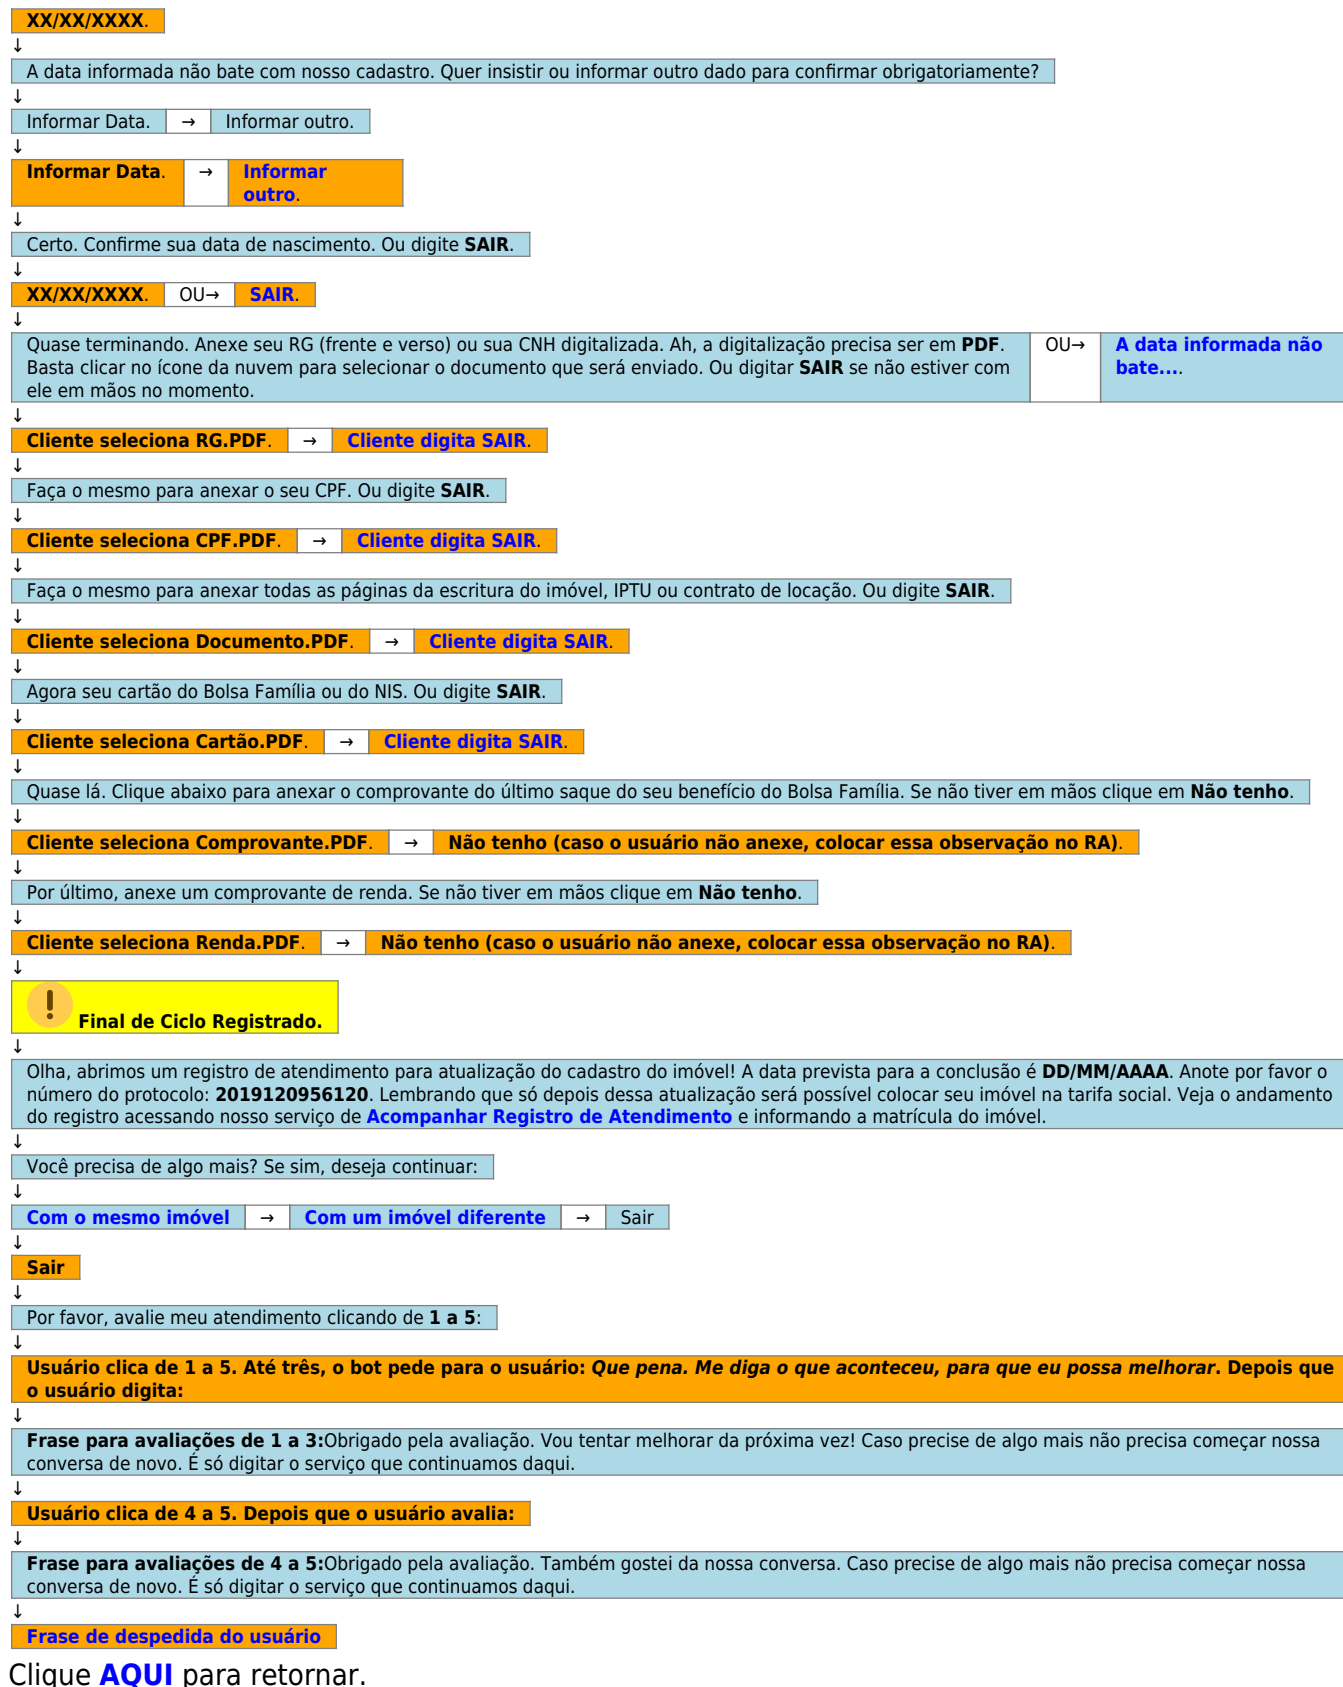 XX/XX/XXXX.
↓
A data informada não bate com nosso cadastro. Quer insistir ou informar outro dado para confirmar obrigatoriamente?
↓
Informar Data. → Informar outro.
↓
Informar Data. → Informar
outro.
↓
Certo. Confirme sua data de nascimento. Ou digite SAIR.
↓
XX/XX/XXXX. OU→ SAIR.
↓
Quase terminando. Anexe seu RG (frente e verso) ou sua CNH digitalizada. Ah, a digitalização precisa ser em PDF.
Basta clicar no ícone da nuvem para selecionar o documento que será enviado. Ou digitar SAIR se não estiver com
ele em mãos no momento.
OU→
A data informada não
bate....
↓
Cliente seleciona RG.PDF. → Cliente digita SAIR.
↓
Faça o mesmo para anexar o seu CPF. Ou digite SAIR.
↓
Cliente seleciona CPF.PDF. → Cliente digita SAIR.
↓
Faça o mesmo para anexar todas as páginas da escritura do imóvel, IPTU ou contrato de locação. Ou digite SAIR.
↓
Cliente seleciona Documento.PDF. → Cliente digita SAIR.
↓
Agora seu cartão do Bolsa Família ou do NIS. Ou digite SAIR.
↓
Cliente seleciona Cartão.PDF. → Cliente digita SAIR.
↓
Quase lá. Clique abaixo para anexar o comprovante do último saque do seu benefício do Bolsa Família. Se não tiver em mãos clique em Não tenho.
↓
Cliente seleciona Comprovante.PDF. → Não tenho (caso o usuário não anexe, colocar essa observação no RA).
↓
Por último, anexe um comprovante de renda. Se não tiver em mãos clique em Não tenho.
↓
Cliente seleciona Renda.PDF. → Não tenho (caso o usuário não anexe, colocar essa observação no RA).
↓
! Final de Ciclo Registrado.
↓
Olha, abrimos um registro de atendimento para atualização do cadastro do imóvel! A data prevista para a conclusão é DD/MM/AAAA. Anote por favor o
número do protocolo: 2019120956120. Lembrando que só depois dessa atualização será possível colocar seu imóvel na tarifa social. Veja o andamento
do registro acessando nosso serviço de Acompanhar Registro de Atendimento e informando a matrícula do imóvel.
↓
Você precisa de algo mais? Se sim, deseja continuar:
↓
Com o mesmo imóvel → Com um imóvel diferente → Sair
↓
Sair
↓
Por favor, avalie meu atendimento clicando de 1 a 5:
↓
Usuário clica de 1 a 5. Até três, o bot pede para o usuário: Que pena. Me diga o que aconteceu, para que eu possa melhorar. Depois que
o usuário digita:
↓
Frase para avaliações de 1 a 3:Obrigado pela avaliação. Vou tentar melhorar da próxima vez! Caso precise de algo mais não precisa começar nossa
conversa de novo. É só digitar o serviço que continuamos daqui.
↓
Usuário clica de 4 a 5. Depois que o usuário avalia:
↓
Frase para avaliações de 4 a 5:Obrigado pela avaliação. Também gostei da nossa conversa. Caso precise de algo mais não precisa começar nossa
conversa de novo. É só digitar o serviço que continuamos daqui.
↓
Frase de despedida do usuário
Clique AQUI para retornar.